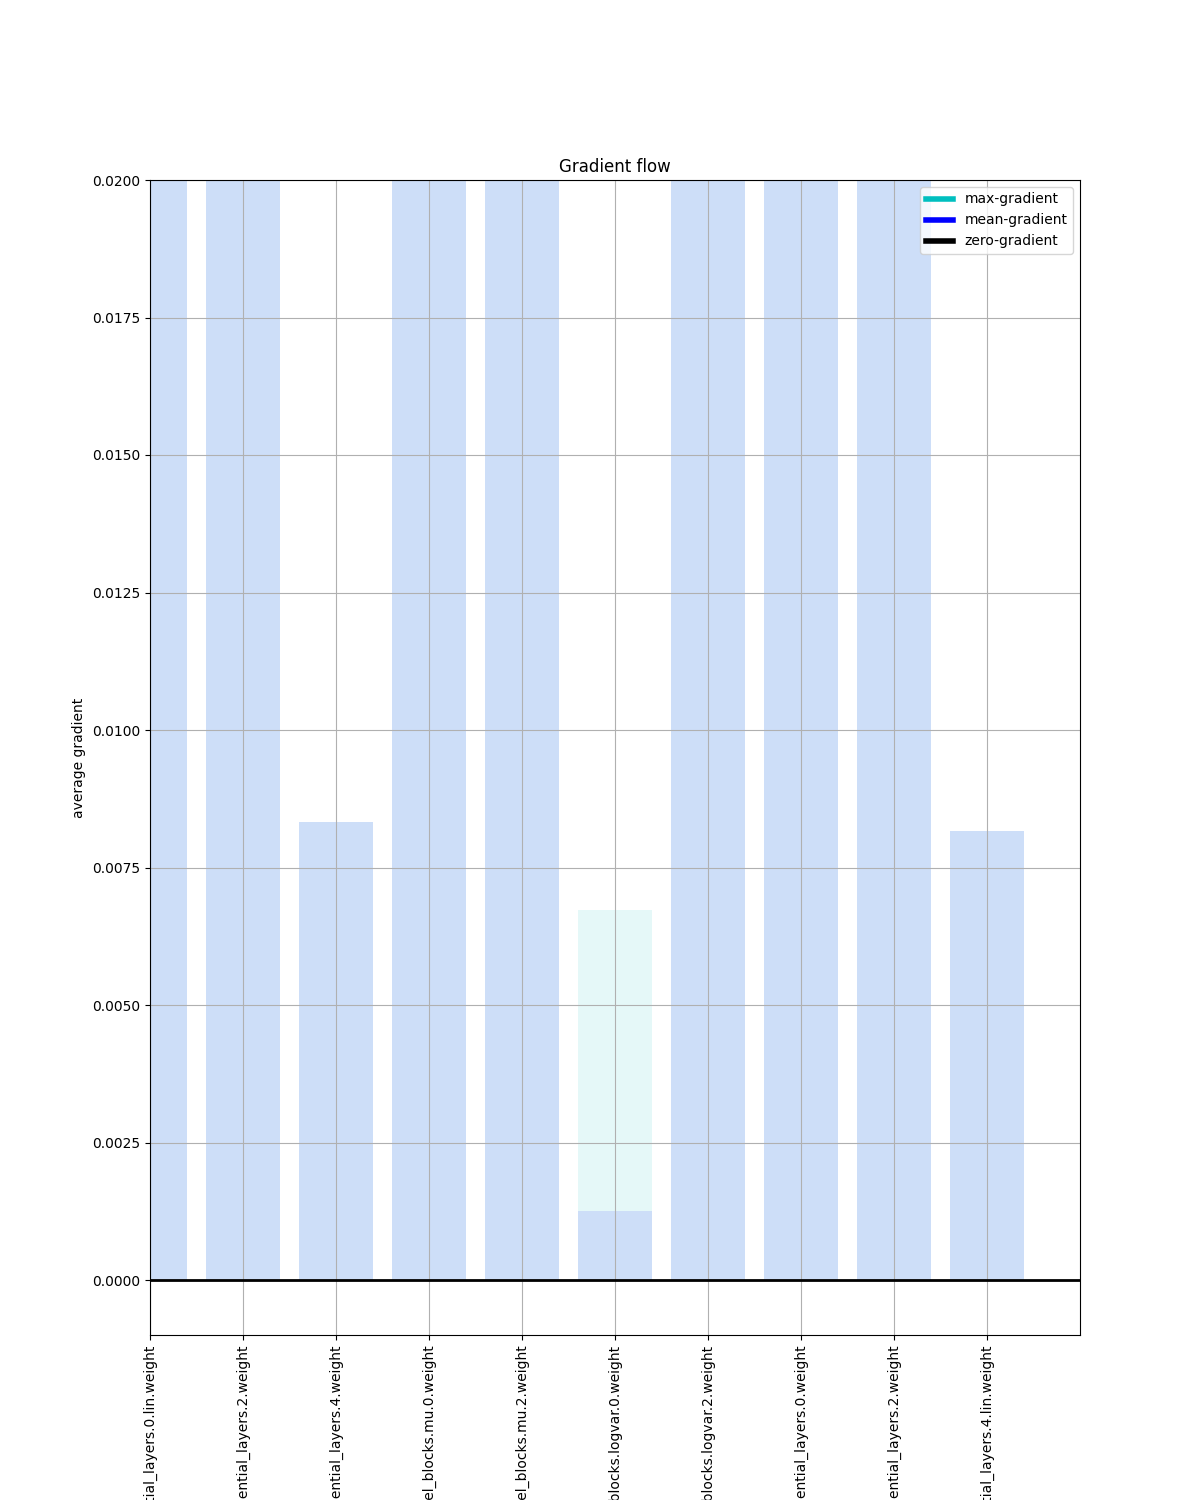 Gradient flow
max-gradient
mean-gradient
zero-gradient
0.0200
0.0175
0.0150
0.0125
0.0100
0.0075
0.0050
0.0025
0.0000
average gradient
tial_layers.0.lin.weight
ential_layers.2.weight
ential_layers.4.weight
el_blocks.mu.0.weight
el_blocks.mu.2.weight
blocks.logvar.0.weight
blocks.logvar.2.weight
ential_layers.0.weight
ential_layers.2.weight
tial_layers.4.lin.weight